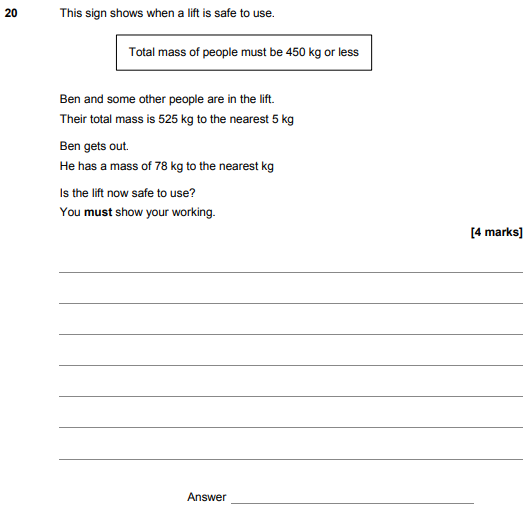 20 This sign shows when a lift is safe to use.
Total mass of people must be 450 kg or less
Ben and some other people are in the lift.
Their total mass is 525 kg to the nearest 5 kg
Ben gets out.
He has a mass of 78 kg to the nearest kg
Is the lift now safe to use?
You must show your working.
[4 marks]
Answer